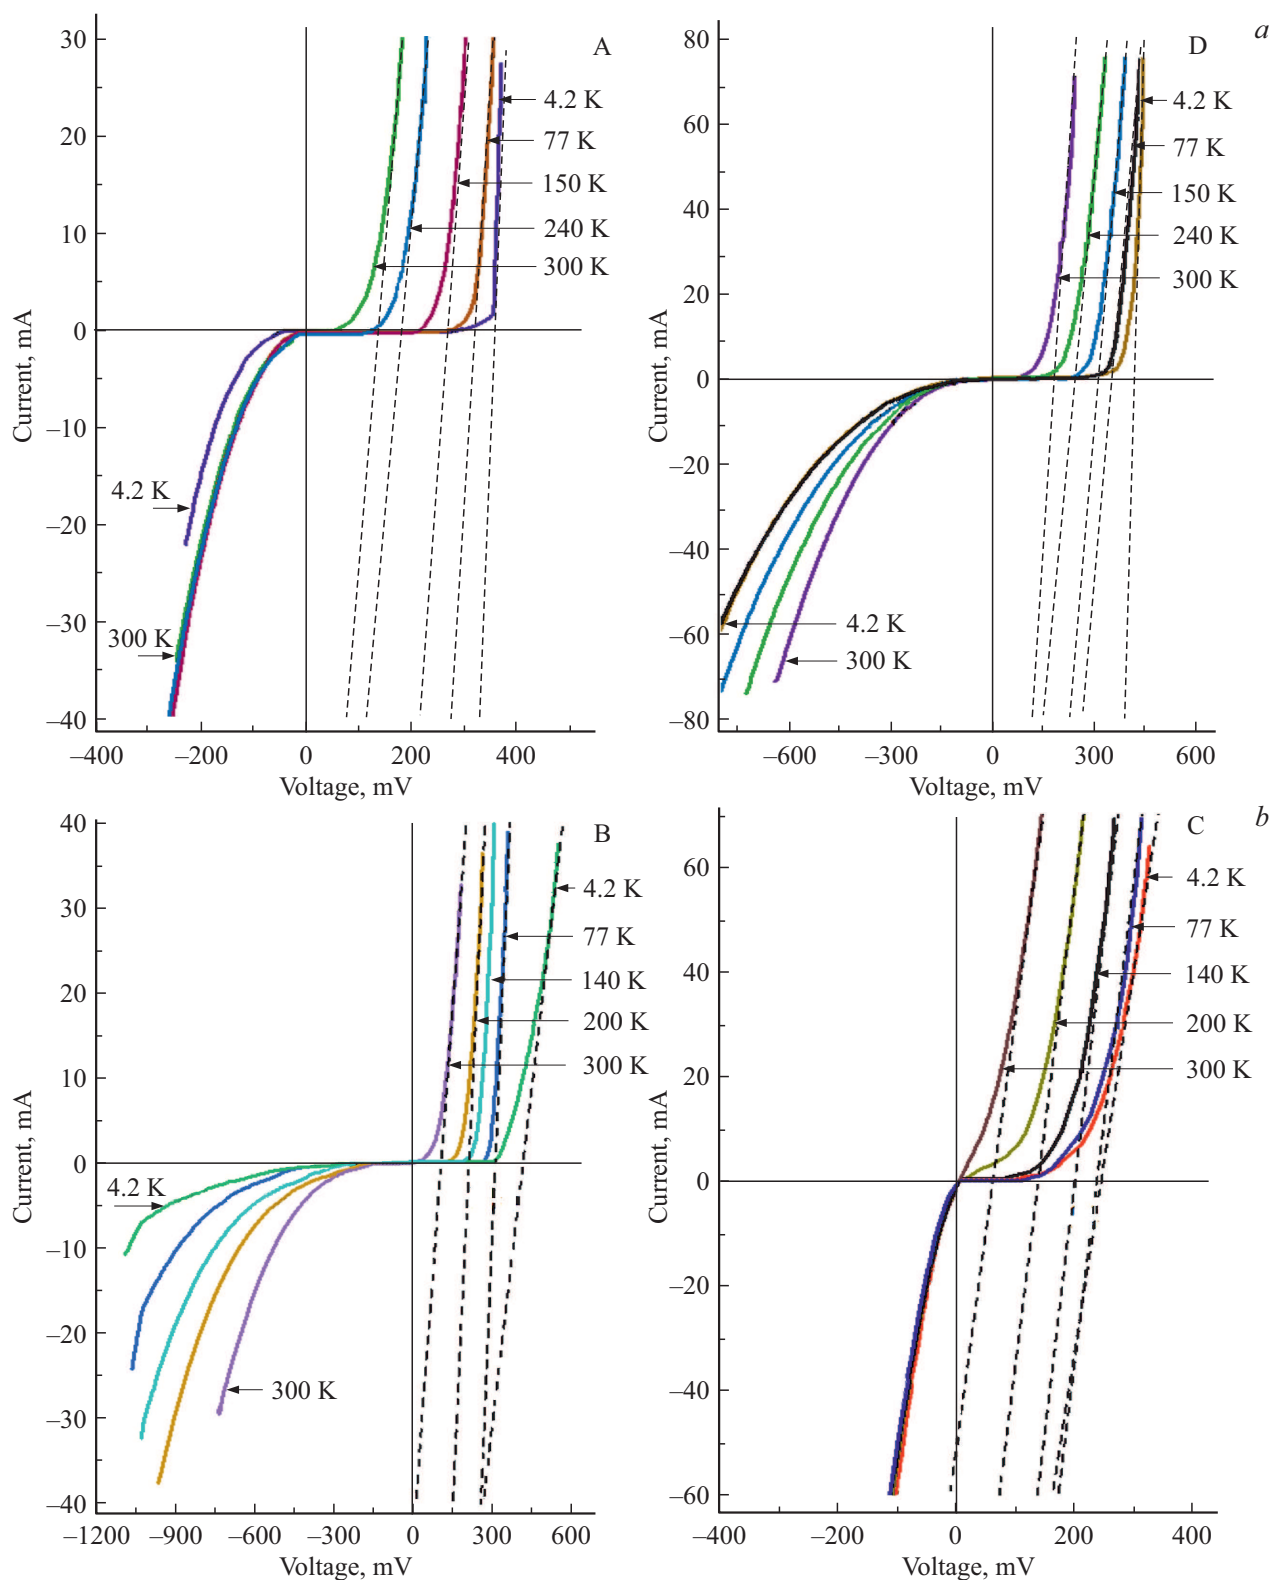 A
30
20
10
0
–10
–20
–30
–40
Current, mA
4.2 K
77 K
150 K
240 K
300 K
4.2 K
300 K
–400
–200
0
200
400
Voltage, mV
D
a
80
60
40
20
0
–20
–40
–60
–80
Current, mA
4.2 K
77 K
150 K
240 K
300 K
4.2 K
300 K
–600
–300
0
300
600
Voltage, mV
B
40
30
20
10
0
–10
–20
–30
–40
Current, mA
4.2 K
77 K
140 K
200 K
300 K
4.2 K
300 K
–1200
–900
–600
–300
0
300
600
Voltage, mV
C
b
60
40
20
0
–20
–40
–60
Current, mA
4.2 K
77 K
140 K
200 K
300 K
–400
–200
0
200
400
Voltage, mV